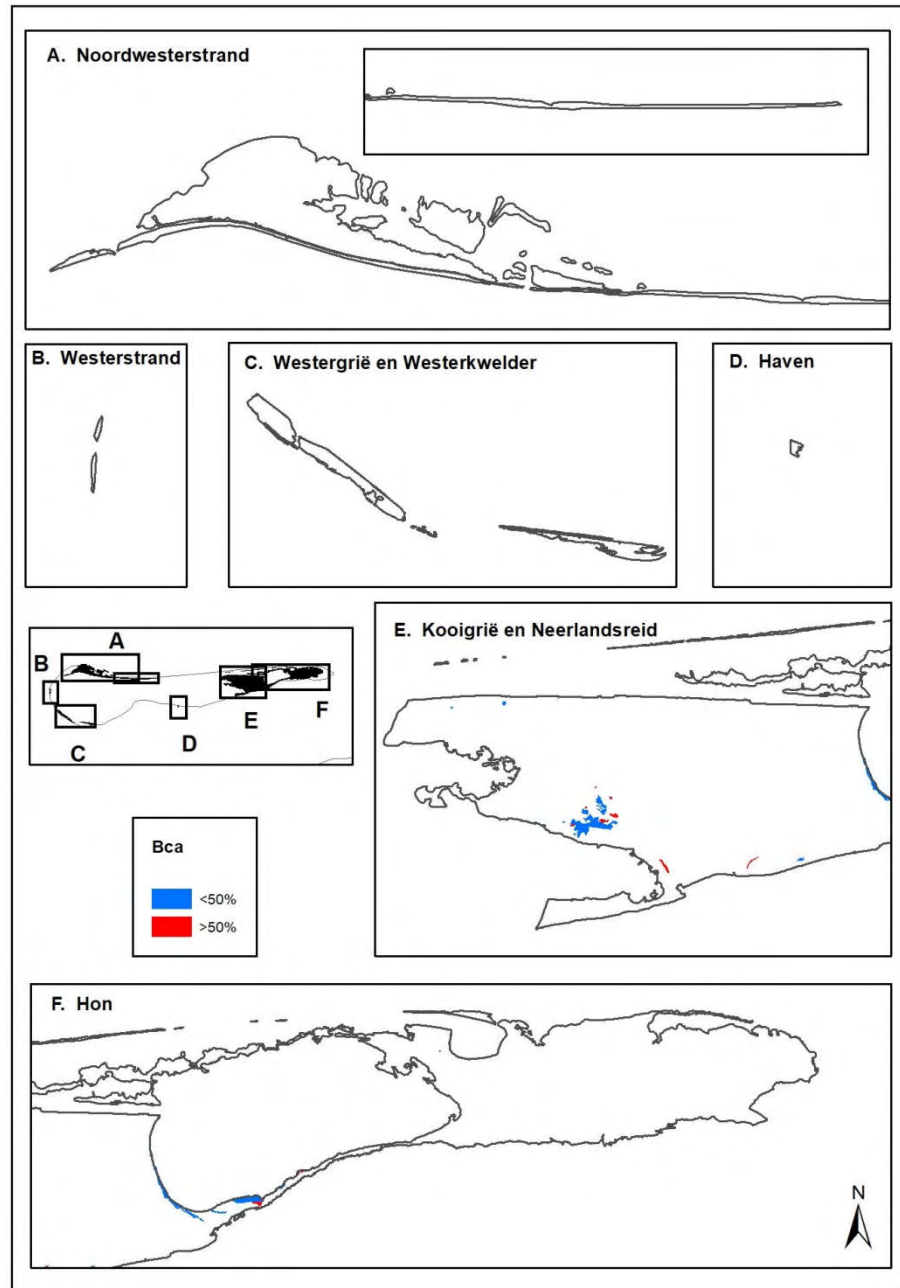 A. Noordwesterstrand
B. Westerstrand
C. Westergrië en Westerkwelder
D. Haven
A
B
C
D
E
F
E. Kooigrië en Neerlandsreid
Bca
<50%
>50%
F. Hon
N